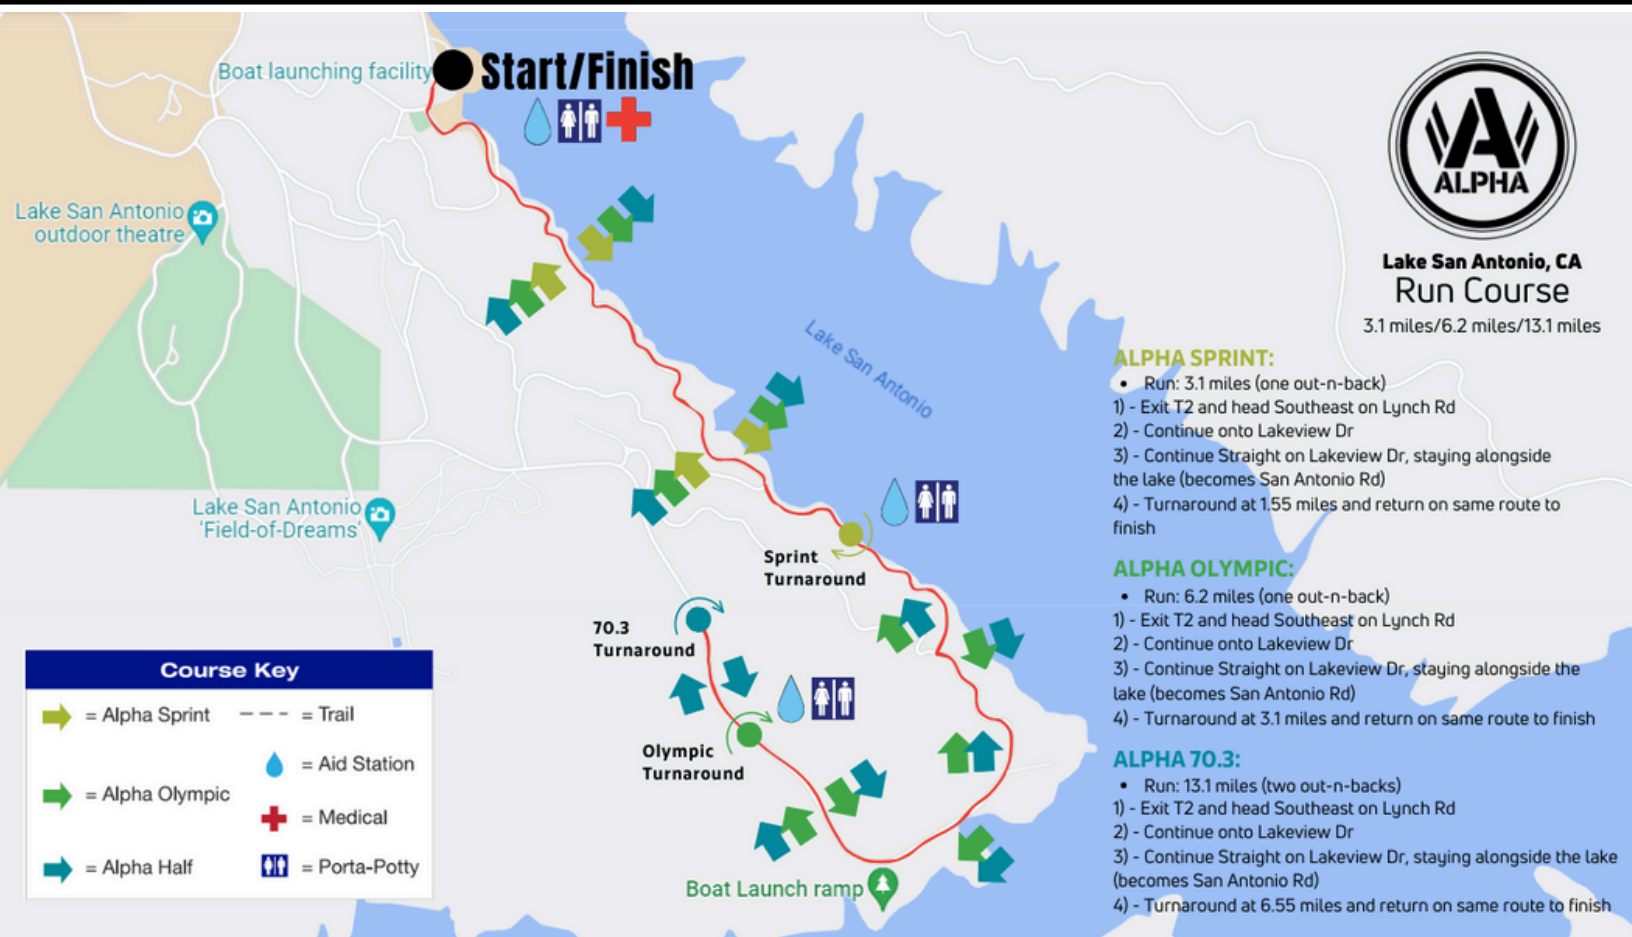 Boat launching facility
Start/Finish
Lake San Antonio
outdoor theatre
Lake San Antonio
Lake San Antonio
'Field-of-Dreams'
Sprint
Turnaround
70.3
Turnaround
Olympic
Turnaround
Boat Launch ramp
Course Key
= Alpha Sprint
= Trail
= Aid Station
= Alpha Olympic
= Medical
= Alpha Half
= Porta-Potty
A
ALPHA
Lake San Antonio, CA
Run Course
3.1 miles/6.2 miles/13.1 miles
ALPHA SPRINT:
• Run: 3.1 miles (one out-n-back)
1) - Exit T2 and head Southeast on Lynch Rd
2) - Continue onto Lakeview Dr
3) - Continue Straight on Lakeview Dr, staying alongside
the lake (becomes San Antonio Rd)
4) - Turnaround at 1.55 miles and return on same route to
finish
ALPHA OLYMPIC:
• Run: 6.2 miles (one out-n-back)
1) - Exit T2 and head Southeast on Lynch Rd
2) - Continue onto Lakeview Dr
3) - Continue Straight on Lakeview Dr, staying alongside the
lake (becomes San Antonio Rd)
4) - Turnaround at 3.1 miles and return on same route to finish
ALPHA 70.3:
• Run: 13.1 miles (two out-n-backs)
1) - Exit T2 and head Southeast on Lynch Rd
2) - Continue onto Lakeview Dr
3) - Continue Straight on Lakeview Dr, staying alongside the lake
(becomes San Antonio Rd)
4) - Turnaround at 6.55 miles and return on same route to finish